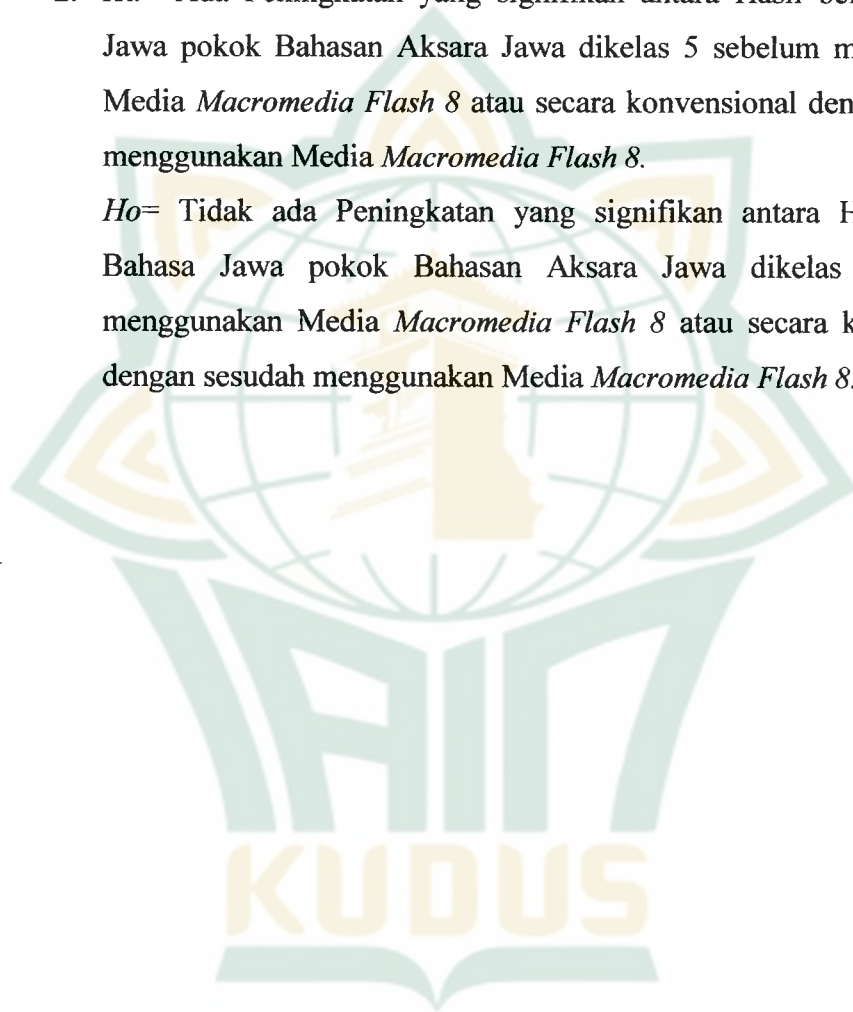 Jawa pokok Bahasan Aksara Jawa dikelas 5 sebelum
Media Macromedia Flash 8 atau secara konvensional
menggunakan Media Macromedia Flash 8.
Ho= Tidak ada Peningkatan yang signifikan antara
Bahasa Jawa pokok Bahasan Aksara Jawa dikelas
menggunakan Media Macromedia Flash 8 atau secara
dengan sesudah menggunakan Media Macromedia Flash 8.
IAIN
KUDUS